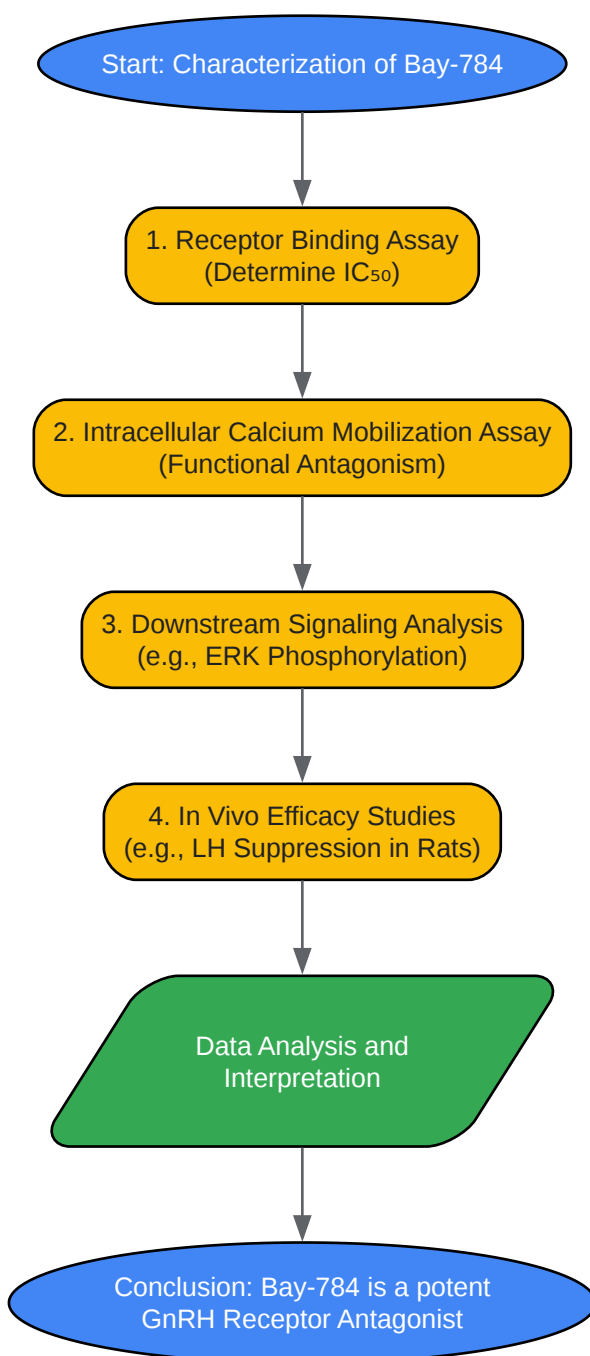 Start: Characterization of Bay-784
1. Receptor Binding Assay
(Determine IC₅₀)
2. Intracellular Calcium Mobilization Assay
(Functional Antagonism)
3. Downstream Signaling Analysis
(e.g., ERK Phosphorylation)
4. In Vivo Efficacy Studies
(e.g., LH Suppression in Rats)
Data Analysis and
Interpretation
Conclusion: Bay-784 is a potent
GnRH Receptor Antagonist